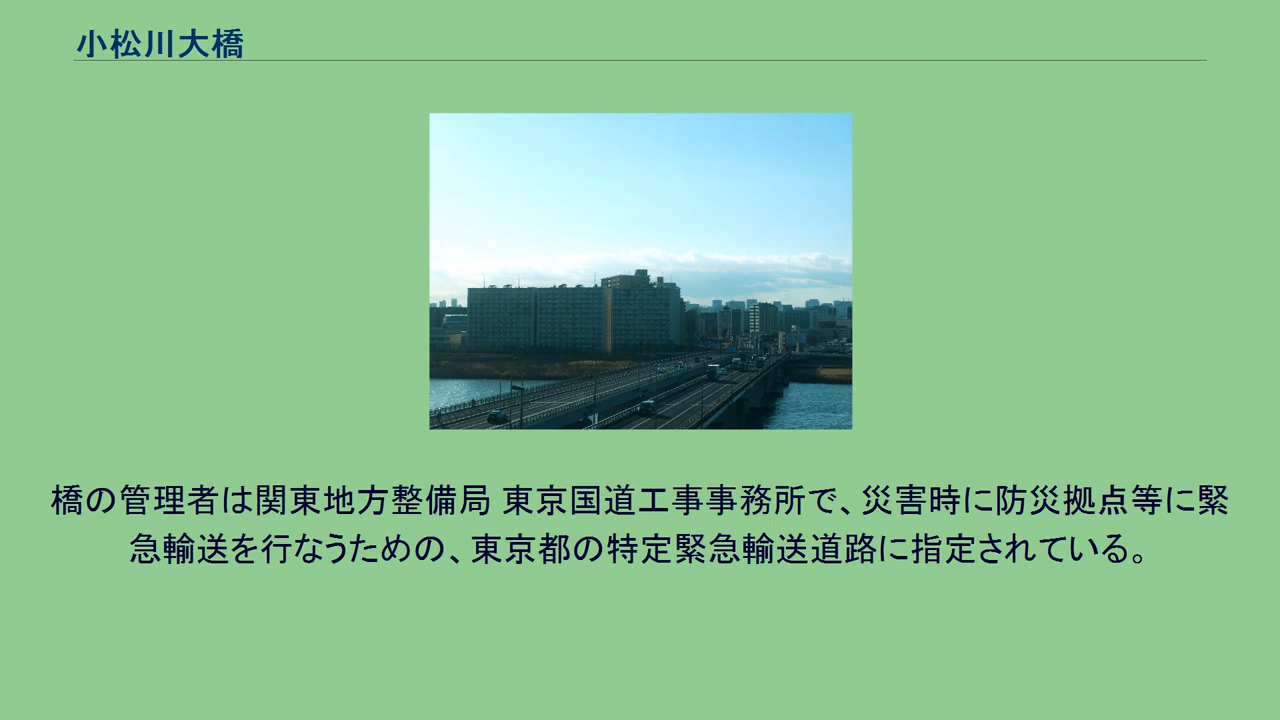 小松川大橋
橋の管理者は関東地方整備局 東京国道工事事務所で、災害時に防災拠点等に緊
急輸送を行なうための、東京都の特定緊急輸送道路に指定されている。